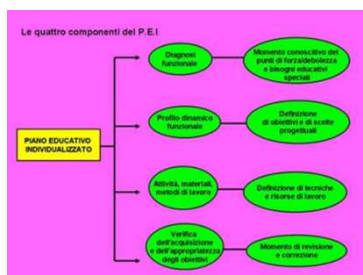 Le quattro componenti del P.E.I.
Diagnosi
funzionale
Momento conoscitivo dei
punti di forza/debolezza
e bisogni educativi
speciali
Profilo dinamico
funzionale
Definizione
di obiettivi e di scelte
progettuali
PIANO EDUCATIVO
INDIVIDUALIZZATO
Attività, materiali,
metodi di lavoro
Definizione di tecniche
e risorse di lavoro
Verifica
dell'acquisizione
e dell'appropriatezza
degli obiettivi
Momento di revisione
e correzione